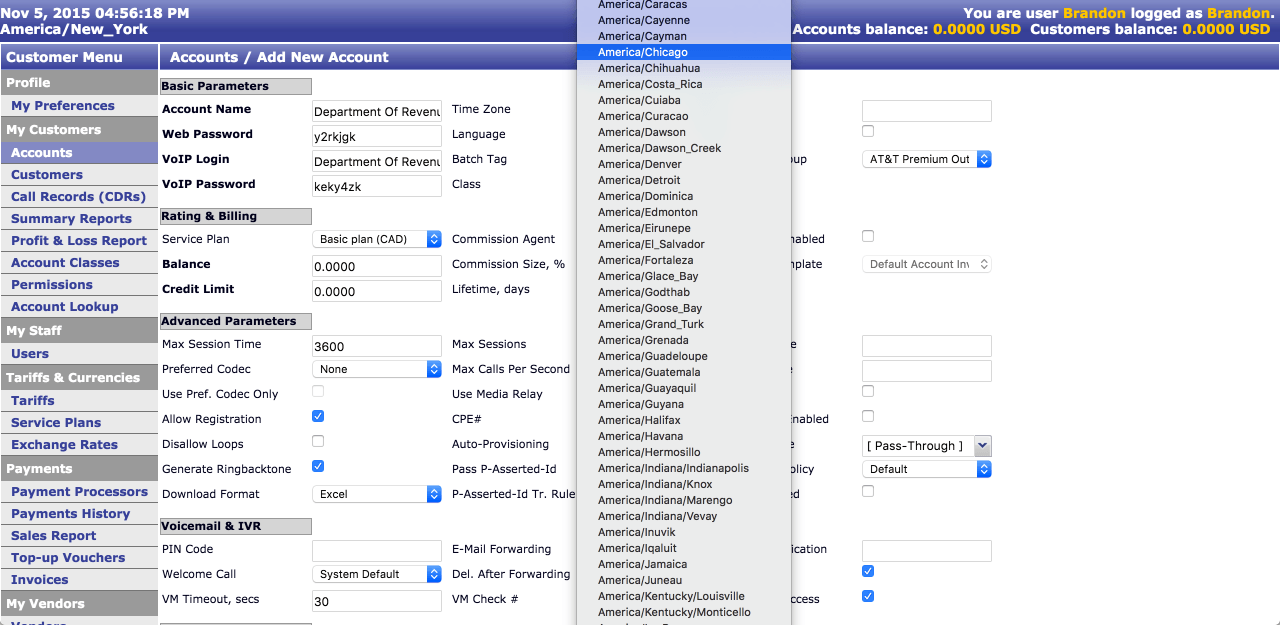 Nov 5, 2015 04:56:18 PM
America/New_York
You are user Brandon logged as Brandon.
Accounts balance: 0.0000 USD Customers balance: 0.0000 USD
Customer Menu
Profile
My Preferences
My Customers
Accounts
Customers
Call Records (CDRs)
Summary Reports
Profit & Loss Report
Account Classes
Permissions
Account Lookup
My Staff
Users
Tariffs & Currencies
Tariffs
Service Plans
Exchange Rates
Payments
Payment Processors
Payments History
Sales Report
Top-up Vouchers
Invoices
My Vendors
Vendors
Accounts / Add New Account
Basic Parameters
Account Name Department Of Revenu Time Zone
Web Password y2rkjgk Language
VoIP Login Department Of Revenu Batch Tag oup AT&T Premium Out
VoIP Password keky4zk Class
Rating & Billing
Service Plan Basic plan (CAD) Commission Agent nabled
Balance 0.0000 Commission Size, % mplate Default Account Inv
Credit Limit 0.0000 Lifetime, days
Advanced Parameters
Max Session Time 3600 Max Sessions e
Preferred Codec None Max Calls Per Second
Use Pref. Codec Only Use Media Relay
Allow Registration CPE# Enabled
Disallow Loops Auto-Provisioning e [ Pass-Through ]
Generate Ringbacktone Pass P-Asserted-Id olicy Default
Download Format Excel P-Asserted-Id Tr. Rule ed
Voicemail & IVR
PIN Code E-Mail Forwarding ication
Welcome Call System Default Del. After Forwarding
VM Timeout, secs 30 VM Check # ccess
America/Caracas
America/Cayenne
America/Cayman
America/Chicago
America/Chihuahua
America/Costa_Rica
America/Cuiaba
America/Curacao
America/Dawson
America/Dawson_Creek
America/Denver
America/Detroit
America/Dominica
America/Edmonton
America/Eirunepe
America/El_Salvador
America/Fortaleza
America/Glace_Bay
America/Godthab
America/Goose_Bay
America/Grand_Turk
America/Grenada
America/Guadeloupe
America/Guatemala
America/Guayaquil
America/Guyana
America/Halifax
America/Havana
America/Hermosillo
America/Indiana/Indianapolis
America/Indiana/Knox
America/Indiana/Marengo
America/Indiana/Vevay
America/Inuvik
America/Iqaluit
America/Jamaica
America/Juneau
America/Kentucky/Louisville
America/Kentucky/Monticello